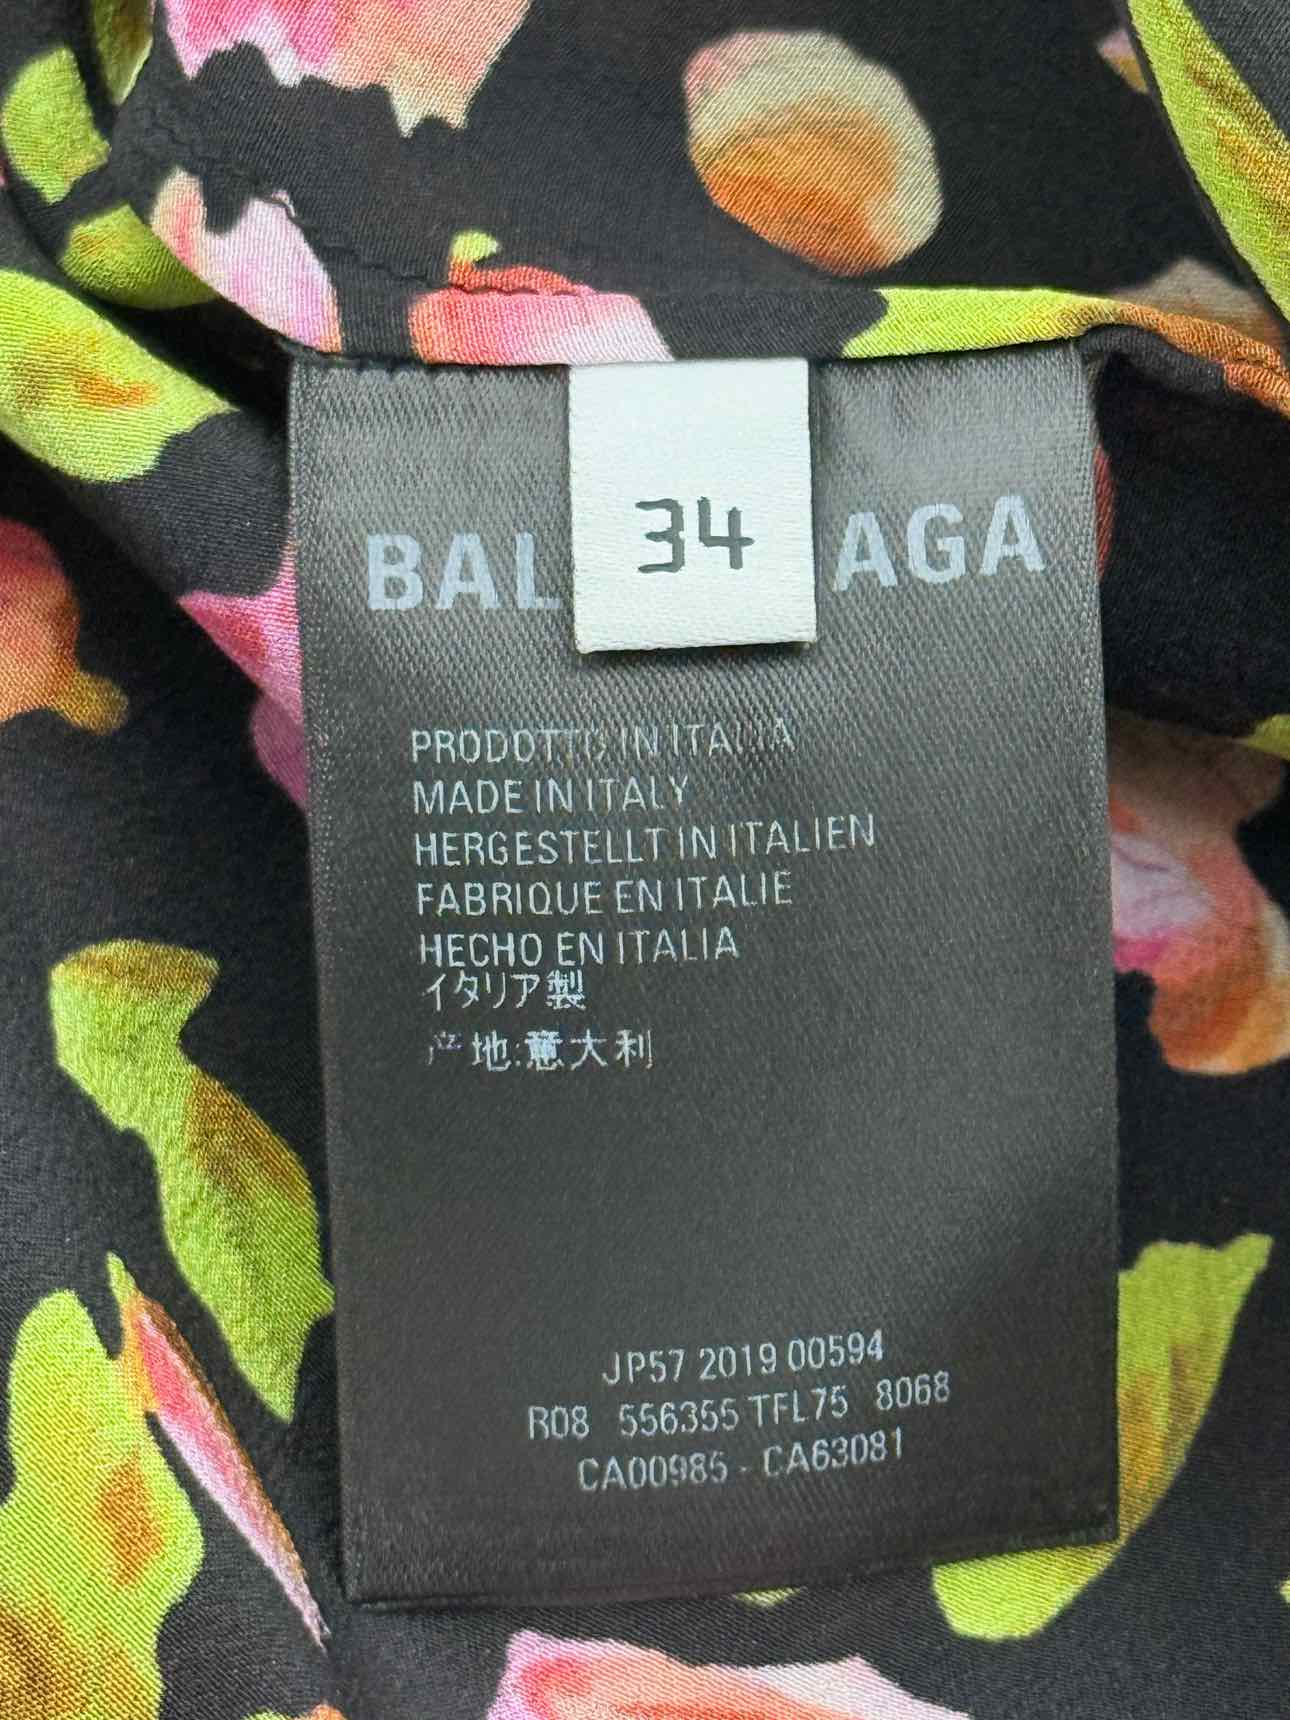 34
BAL AGA
PRODOTTO IN ITALIA
MADE IN ITALY
HERGESTELLT IN ITALIEN
FABRIQUE EN ITALIE
HECHO EN ITALIA
イタリア製
产地:意大利
JP57 2019 00594
R08 556355 TFL75 8068
CA00985 - CA63081